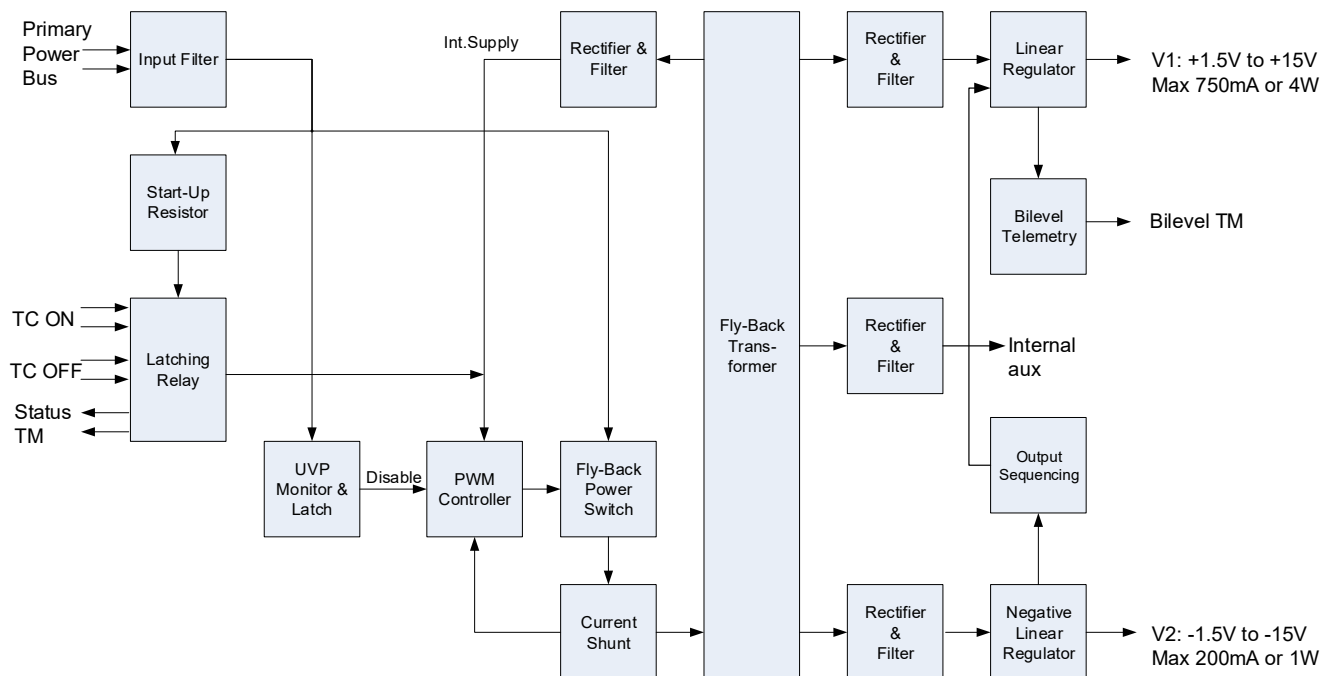 Primary
Power
Bus
Input Filter
Int.Supply
Rectifier &
Filter
Rectifier
&
Filter
Linear
Regulator
V1: +1.5V to +15V
Max 750mA or 4W
Start-Up
Resistor
Bilevel
Telemetry
Bilevel TM
TC ON
TC OFF
Status
TM
Latching
Relay
Fly-Back
Trans-
former
Rectifier
&
Filter
Internal
aux
UVP
Monitor &
Latch
Disable
PWM
Controller
Fly-Back
Power
Switch
Output
Sequencing
Current
Shunt
Rectifier
&
Filter
Negative
Linear
Regulator
V2: -1.5V to -15V
Max 200mA or 1W